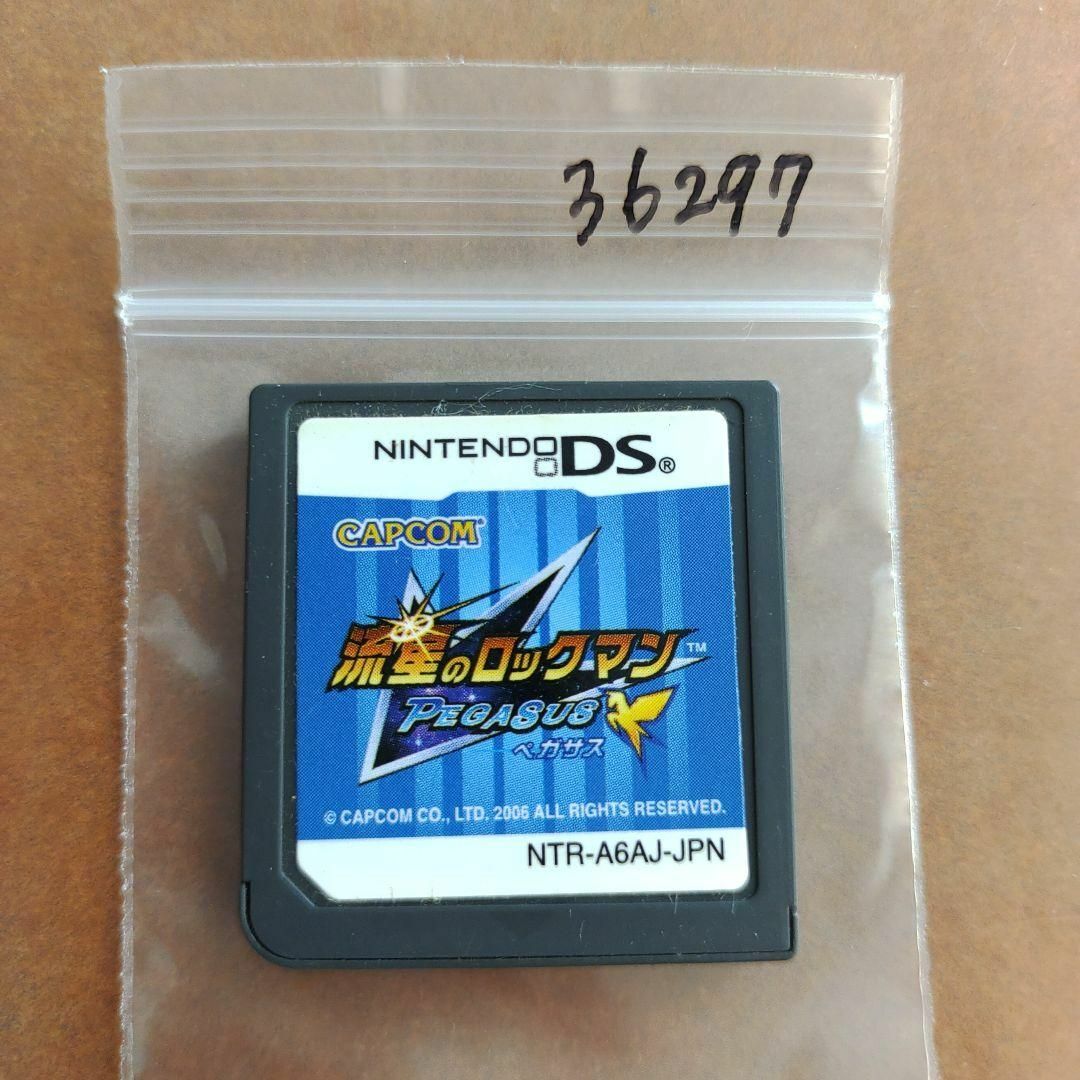 36297
NINTENDO DS®
CAPCOM
流星のロックマン™
PEGASUS
ペガサス
© CAPCOM CO., LTD. 2006 ALL RIGHTS RESERVED.
NTR-A6AJ-JPN